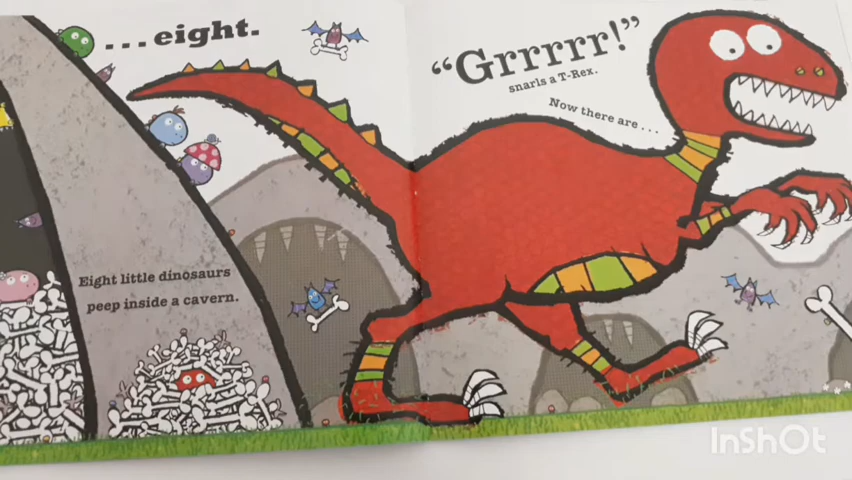 ...eight.
Eight little dinosaurs
peep inside a cavern.
“Grrrrr!”
snarls a T-Rex.
Now there are...
InShOt